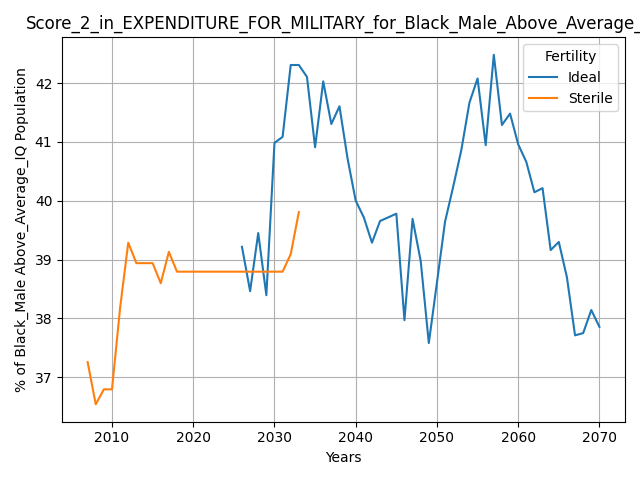 Score_2_in_EXPENDITURE_FOR_MILITARY_for_Black_Male_Above_Average_
Fertility
Ideal
Sterile
% of Black_Male Above_Average_IQ Population
42
41
40
39
38
37
2010 2020 2030 2040 2050 2060 2070
Years